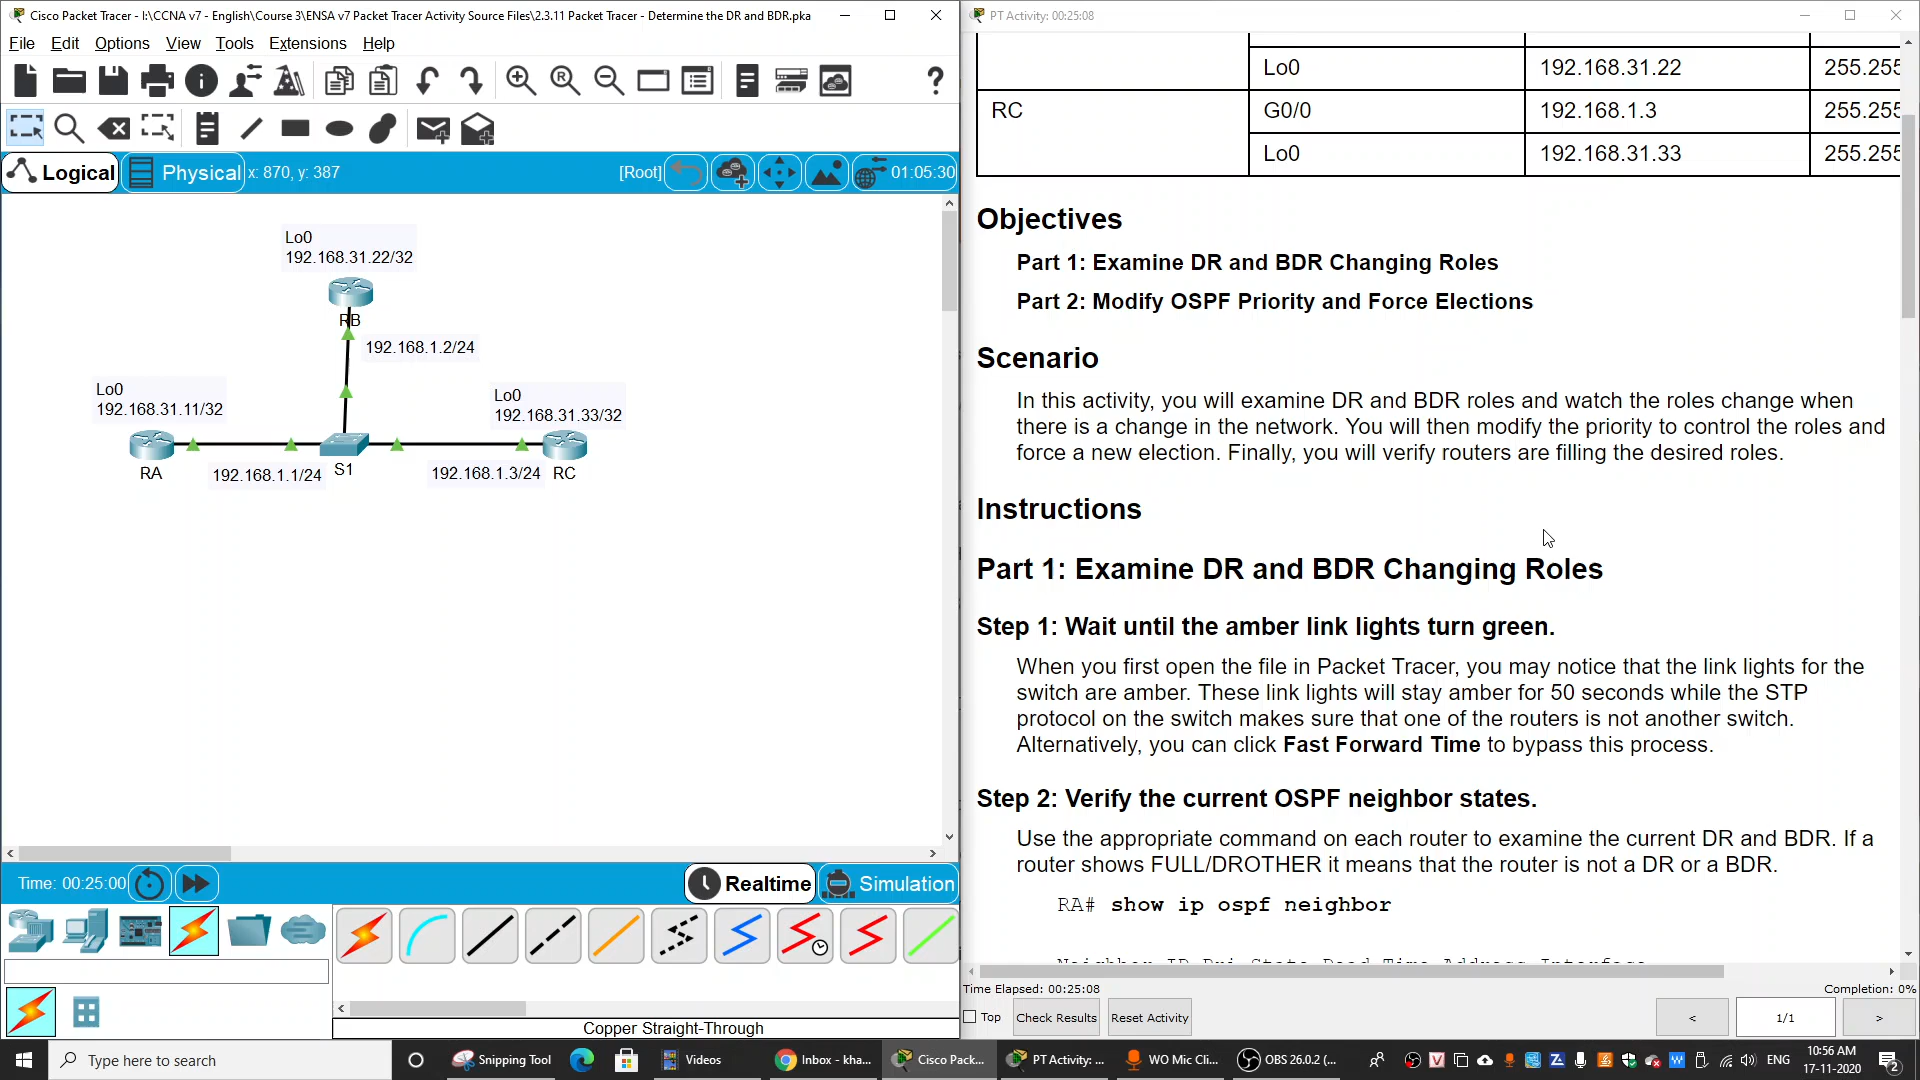 Cisco Packet Tracer - I:\CCNA v7 - English\Course 3\ENSA v7 Packet Tracer Activity Source Files\2.3.11 Packet Tracer - Determine the DR and BDR.pka
File Edit Options View Tools Extensions Help
Logical Physical x: 870, y: 387 [Root] 01:05:30
Lo0
192.168.31.22/32
RB
192.168.1.2/24
Lo0
192.168.31.11/32
Lo0
192.168.31.33/32
RA
192.168.1.1/24
S1
192.168.1.3/24
RC
Time: 00:25:00 Realtime Simulation
Copper Straight-Through
PT Activity: 00:25:08
Lo0 192.168.31.22 255.255
RC G0/0 192.168.1.3 255.255
Lo0 192.168.31.33 255.255
Objectives
Part 1: Examine DR and BDR Changing Roles
Part 2: Modify OSPF Priority and Force Elections
Scenario
In this activity, you will examine DR and BDR roles and watch the roles change when
there is a change in the network. You will then modify the priority to control the roles and
force a new election. Finally, you will verify routers are filling the desired roles.
Instructions
Part 1: Examine DR and BDR Changing Roles
Step 1: Wait until the amber link lights turn green.
When you first open the file in Packet Tracer, you may notice that the link lights for the
switch are amber. These link lights will stay amber for 50 seconds while the STP
protocol on the switch makes sure that one of the routers is not another switch.
Alternatively, you can click Fast Forward Time to bypass this process.
Step 2: Verify the current OSPF neighbor states.
Use the appropriate command on each router to examine the current DR and BDR. If a
router shows FULL/DROTHER it means that the router is not a DR or a BDR.
RA# show ip ospf neighbor
Neighbor ID Pri State Dead Time Address Interface
Time Elapsed: 00:25:08 Completion: 0%
Top Check Results Reset Activity < 1/1 >
Type here to search Snipping Tool Videos Inbox - kha... Cisco Pack... PT Activity: ... WO Mic Cli... OBS 26.0.2 (... ENG 10:56 AM
17-11-2020 2